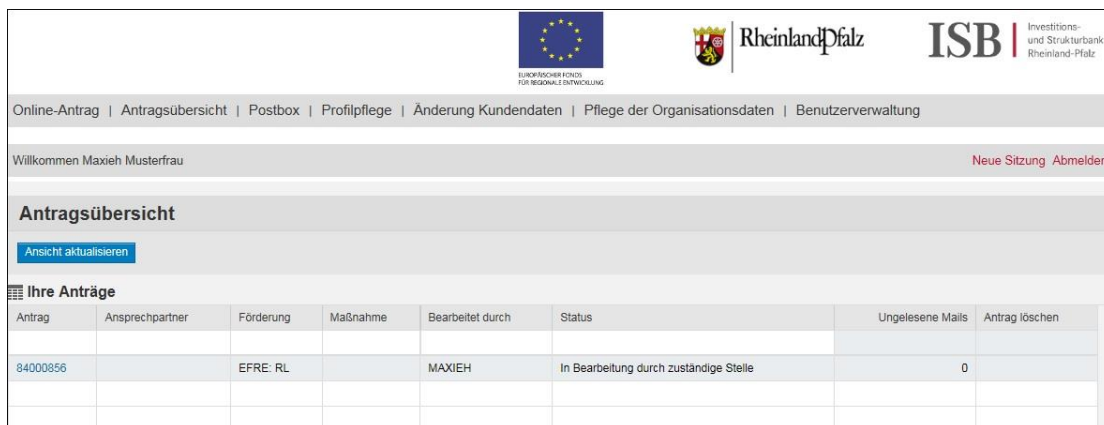 EUROPÄISCHER FONDS
FÜR REGIONALE ENTWICKLUNG
RheinlandPfalz
ISB
Investitions-
und Strukturbank
Rheinland-Pfalz
Online-Antrag | Antragsübersicht | Postbox | Profilpflege | Änderung Kundendaten | Pflege der Organisationsdaten | Benutzerverwaltung
Willkommen Maxieh Musterfrau Neue Sitzung Abmelden
Antragsübersicht
Ansicht aktualisieren
Ihre Anträge
Antrag Ansprechpartner Förderung Maßnahme Bearbeitet durch Status Ungelesene Mails Antrag löschen
84000856 EFRE: RL MAXIEH In Bearbeitung durch zuständige Stelle 0